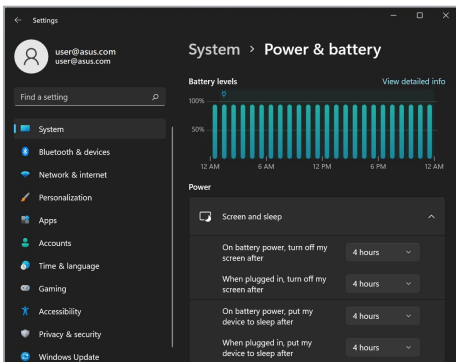 Settings
user@asus.com
user@asus.com
Find a setting
System
Bluetooth & devices
Network & internet
Personalization
Apps
Accounts
Time & language
Gaming
Accessibility
Privacy & security
Windows Update
System > Power & battery
Battery levels
View detailed info
100%
50%
12 AM
6 AM
12 PM
6 PM
12 AM
Power
Screen and sleep
On battery power, turn off my
screen after
4 hours
When plugged in, turn off my
screen after
4 hours
On battery power, put my
device to sleep after
4 hours
When plugged in, put my
device to sleep after
4 hours